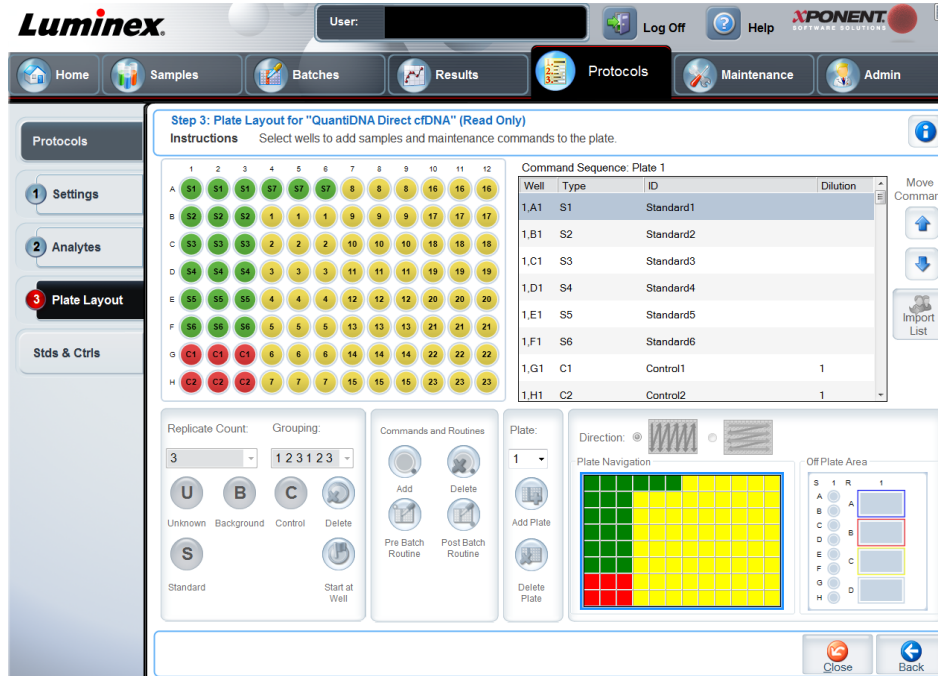 Luminex.
User:
Log Off
Help
XPONENT.
SOFTWARE SOLUTIONS
Home
Samples
Batches
Results
Protocols
Maintenance
Admin
Protocols
1 Settings
2 Analytes
3 Plate Layout
Stds & Ctrls
Step 3: Plate Layout for "QuantiDNA Direct cfDNA" (Read Only)
Instructions Select wells to add samples and maintenance commands to the plate.
1 2 3 4 5 6 7 8 9 10 11 12
A S1 S1 S1 S7 S7 S7 8 8 8 16 16 16
B S2 S2 S2 1 1 1 9 9 9 17 17 17
C S3 S3 S3 2 2 2 10 10 10 18 18 18
D S4 S4 S4 3 3 3 11 11 11 19 19 19
E S5 S5 S5 4 4 4 12 12 12 20 20 20
F S6 S6 S6 5 5 5 13 13 13 21 21 21
G C1 C1 C1 6 6 6 14 14 14 22 22 22
H C2 C2 C2 7 7 7 15 15 15 23 23 23
Command Sequence: Plate 1
Well Type ID Dilution
1,A1 S1 Standard1
1,B1 S2 Standard2
1,C1 S3 Standard3
1,D1 S4 Standard4
1,E1 S5 Standard5
1,F1 S6 Standard6
1,G1 C1 Control1 1
1,H1 C2 Control2 1
Move
Comman
Import
List
Replicate Count: Grouping:
3 1 2 3 1 2 3
U B C
Unknown Background Control Delete
S
Standard Start at
Well
Commands and Routines
Add Delete
Pre Batch
Routine
Post Batch
Routine
Plate:
1
Add Plate
Delete
Plate
Direction:
Plate Navigation
Off Plate Area
S 1 R 1
A
B
C
D
E
F
G
H
A
B
C
D
Close
Back